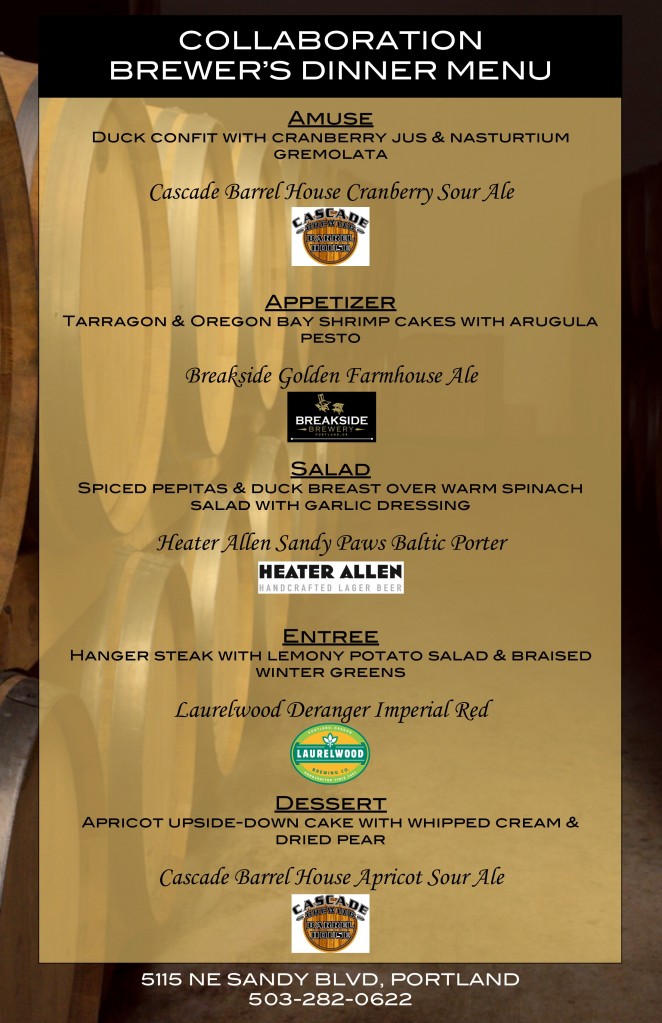 COLLABORATION
BREWER'S DINNER MENU
AMUSE
DUCK CONFIT WITH CRANBERRY JUS & NASTURTIUM
GREMOLATA
Cascade Barrel House Cranberry Sour Ale
CASCADE
BREWING
BARREL
HOUSE
APPETIZER
TARRAGON & OREGON BAY SHRIMP CAKES WITH ARUGULA
PESTO
Breakside Golden Farmhouse Ale
BREAKSIDE
BREWERY
PORTLAND, OR
SALAD
SPICED PEPITAS & DUCK BREAST OVER WARM SPINACH
SALAD WITH GARLIC DRESSING
Heater Allen Sandy Paws Baltic Porter
HEATER ALLEN
HANDCRAFTED LAGER BEER
ENTREE
HANGER STEAK WITH LEMONY POTATO SALAD & BRAISED
WINTER GREENS
Laurelwood Deranger Imperial Red
PORTLAND, OREGON
LAURELWOOD
BREWING CO.
DESSERT
APRICOT UPSIDE-DOWN CAKE WITH WHIPPED CREAM &
DRIED PEAR
Cascade Barrel House Apricot Sour Ale
CASCADE
BREWING
BARREL
HOUSE
5115 NE SANDY BLVD, PORTLAND
503-282-0622